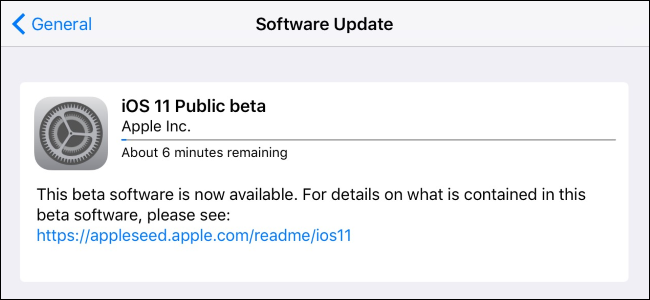 General
Software Update
iOS 11 Public beta
Apple Inc.
About 6 minutes remaining
This beta software is now available. For details on what is contained in this
beta software, please see:
https://appleseed.apple.com/readme/ios11